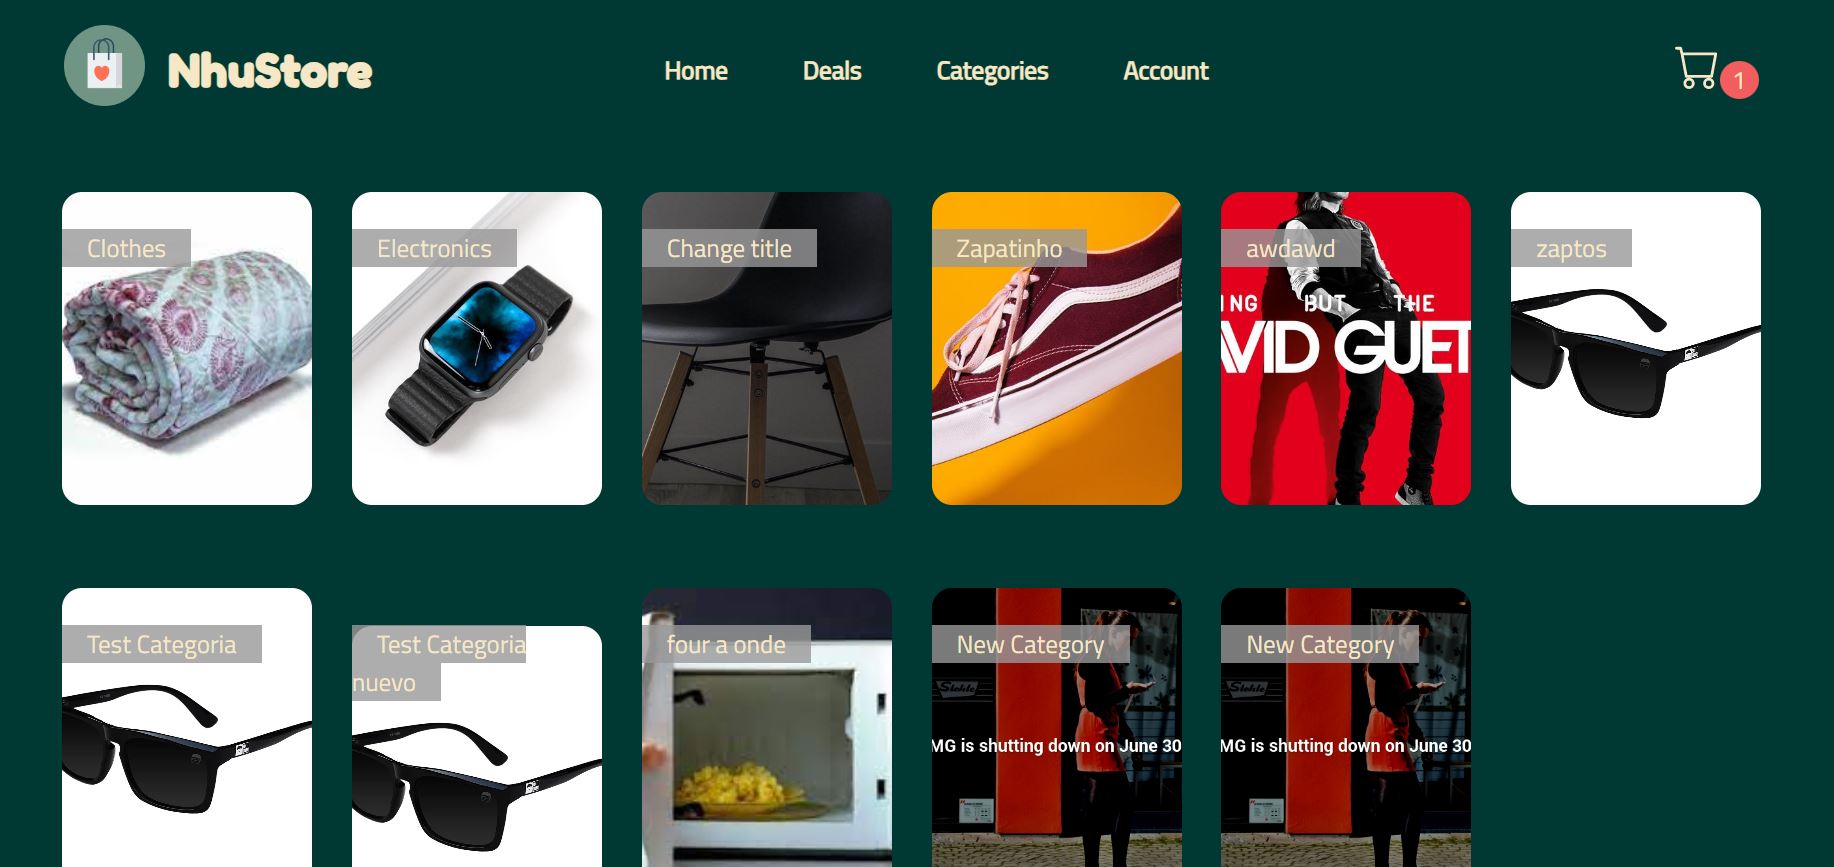 NhuStore
Home
Deals
Categories
Account
1
Clothes
Electronics
Change title
Zapatinho
awdawd
zaptos
ING BUT THE
VID GUET
Test Categoria
Test Categoria
nuevo
four a onde
New Category
New Category
Stehle
Stehle
MG is shutting down on June 30
MG is shutting down on June 30